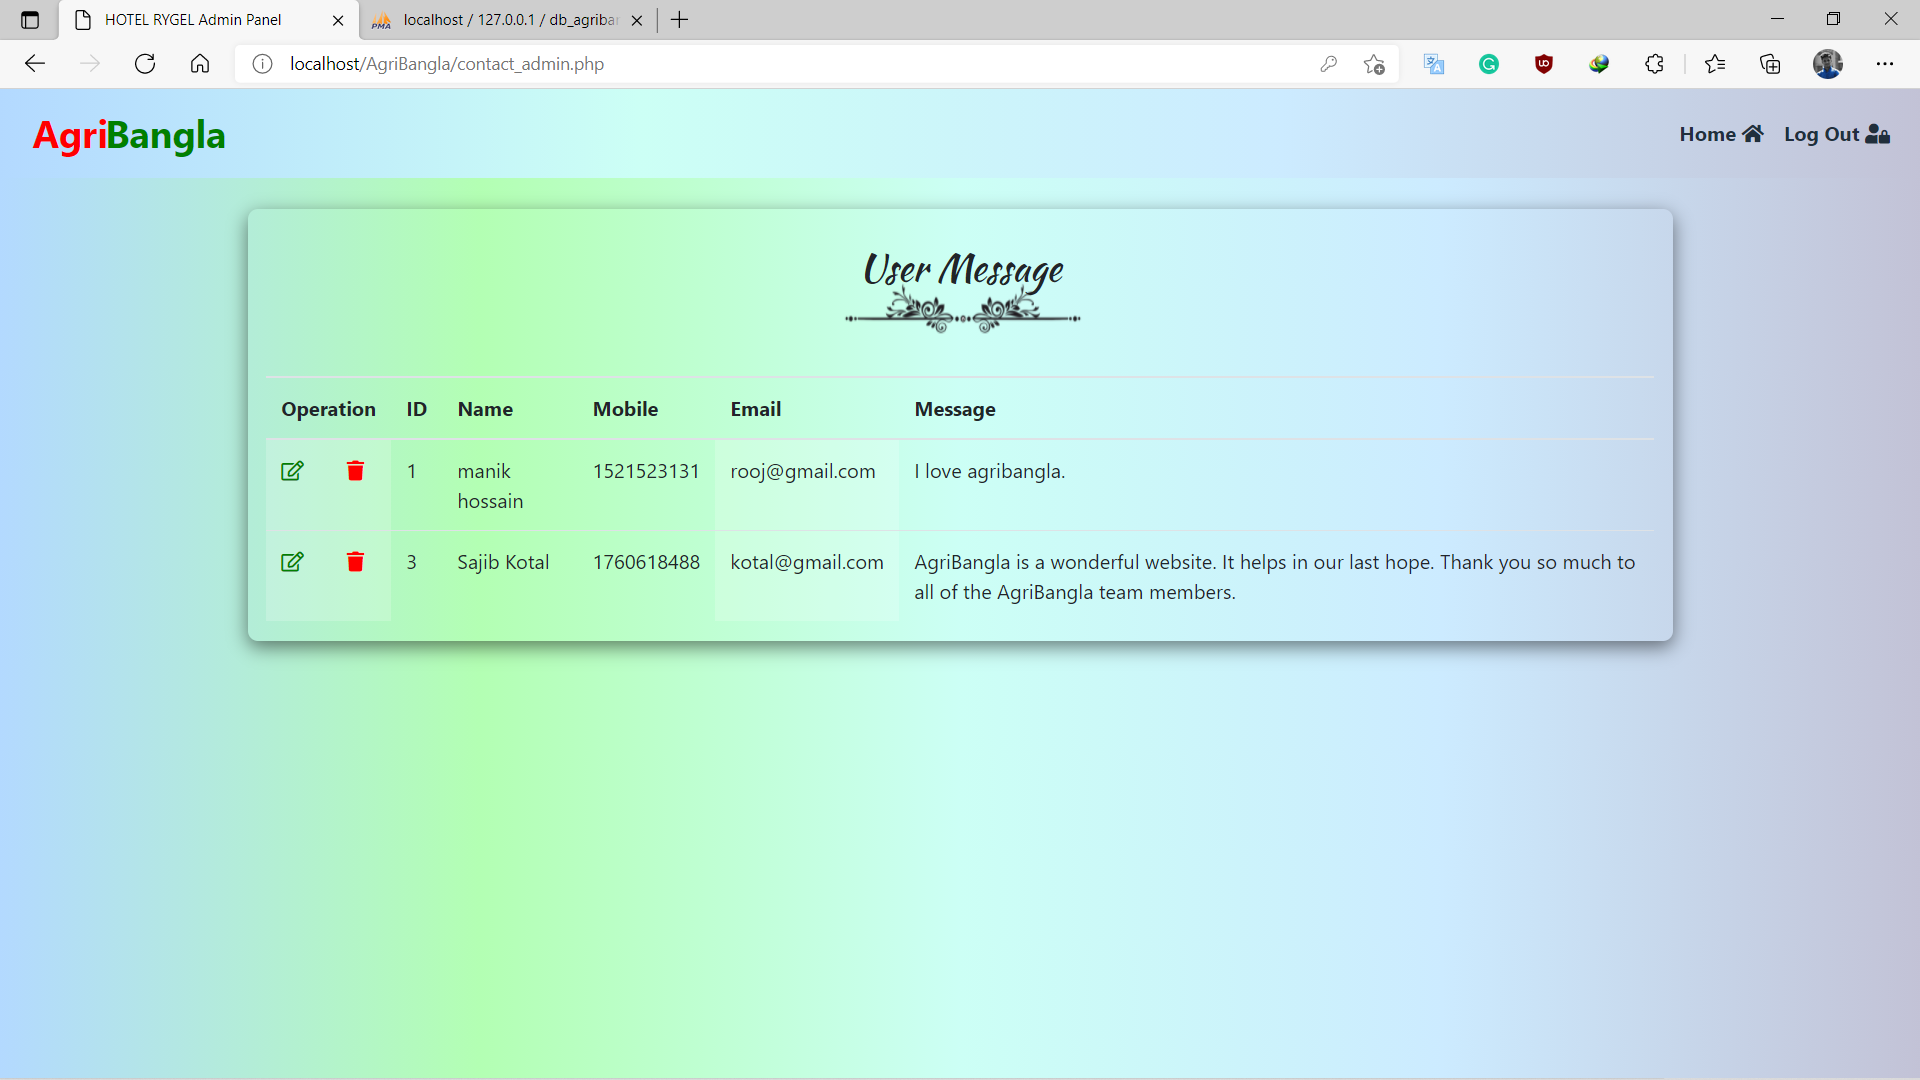 HOTEL RYGEL Admin Panel
localhost / 127.0.0.1 / db_agriba
localhost/AgriBangla/contact_admin.php
AgriBangla
Home
Log Out
User Message
Operation ID Name Mobile Email Message
1 manik hossain 1521523131 rooj@gmail.com I love agribangla.
3 Sajib Kotal 1760618488 kotal@gmail.com AgriBangla is a wonderful website. It helps in our last hope. Thank you so much to
all of the AgriBangla team members.